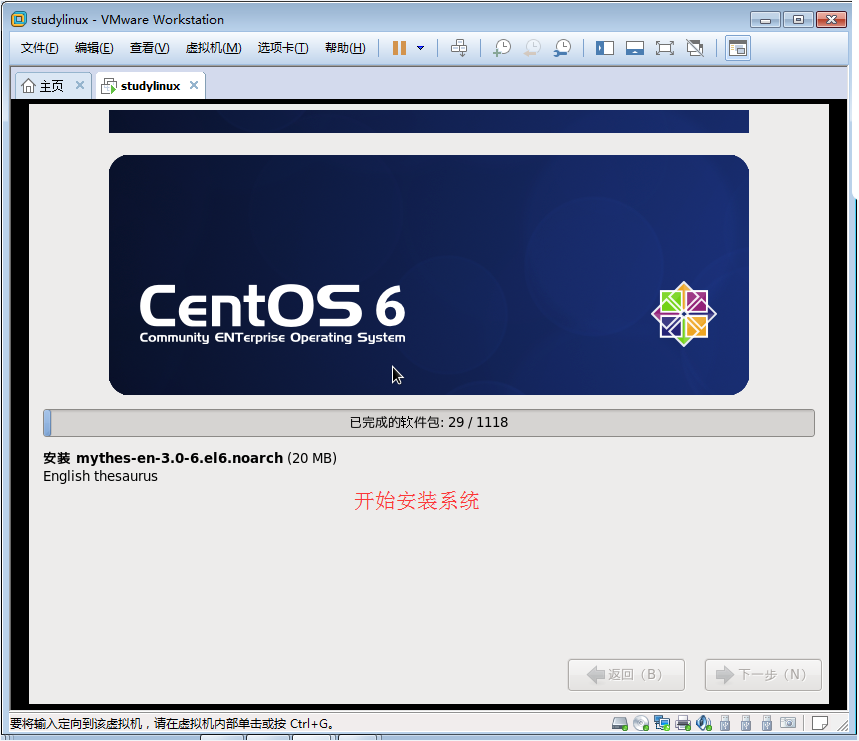 studylinux - VMware Workstation
文件(F) 编辑(E) 查看(V) 虚拟机(M) 选项卡(T) 帮助(H)
主页 studylinux
CentOS 6
Community ENTerprise Operating System
已完成的软件包: 29 / 1118
安装 mythes-en-3.0-6.el6.noarch (20 MB)
English thesaurus
开始安装系统
返回（B） 下一步（N）
要将输入定向到该虚拟机，请在虚拟机内部单击或按 Ctrl+G。